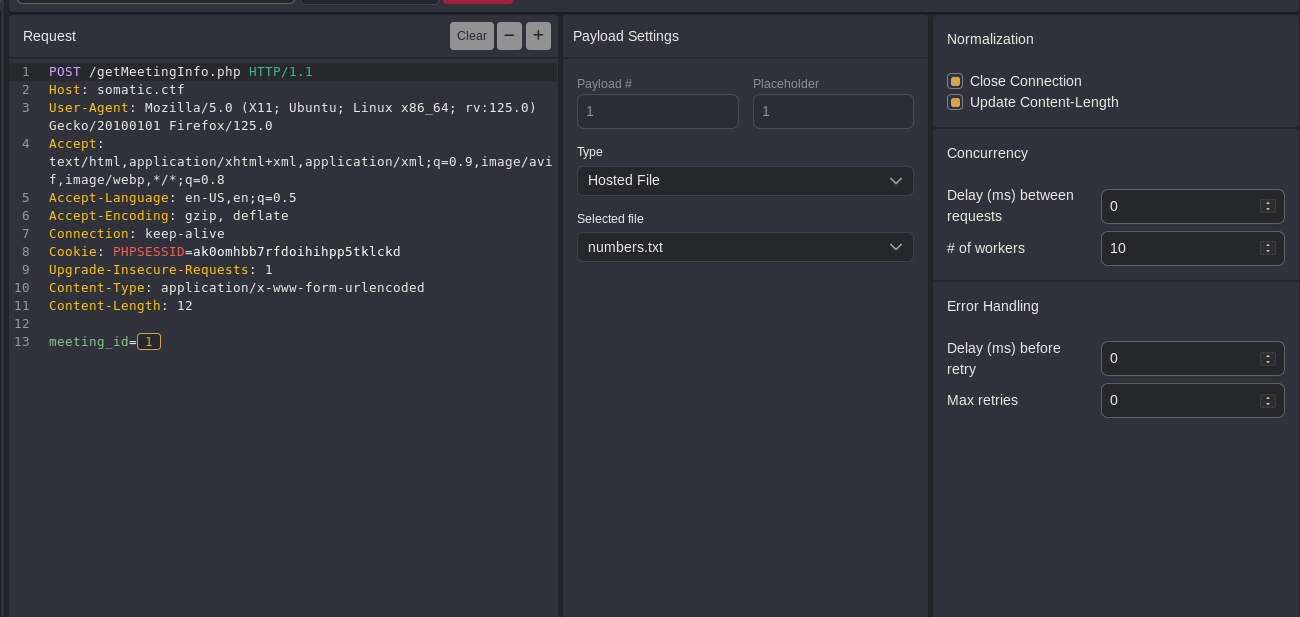 Request
Clear
−
+
1 POST /getMeetingInfo.php HTTP/1.1
2 Host: somatic.ctf
3 User-Agent: Mozilla/5.0 (X11; Ubuntu; Linux x86_64; rv:125.0)
Gecko/20100101 Firefox/125.0
4 Accept:
text/html,application/xhtml+xml,application/xml;q=0.9,image/avi
f,image/webp,*/*;q=0.8
5 Accept-Language: en-US,en;q=0.5
6 Accept-Encoding: gzip, deflate
7 Connection: keep-alive
8 Cookie: PHPSESSID=ak0omhbb7rfdoihihpp5tklckd
9 Upgrade-Insecure-Requests: 1
10 Content-Type: application/x-www-form-urlencoded
11 Content-Length: 12
12
13 meeting_id=1
Payload Settings
Payload # Placeholder
1 1
Type
Hosted File
Selected file
numbers.txt
Normalization
Close Connection
Update Content-Length
Concurrency
Delay (ms) between
requests
0
# of workers 10
Error Handling
Delay (ms) before
retry
0
Max retries 0